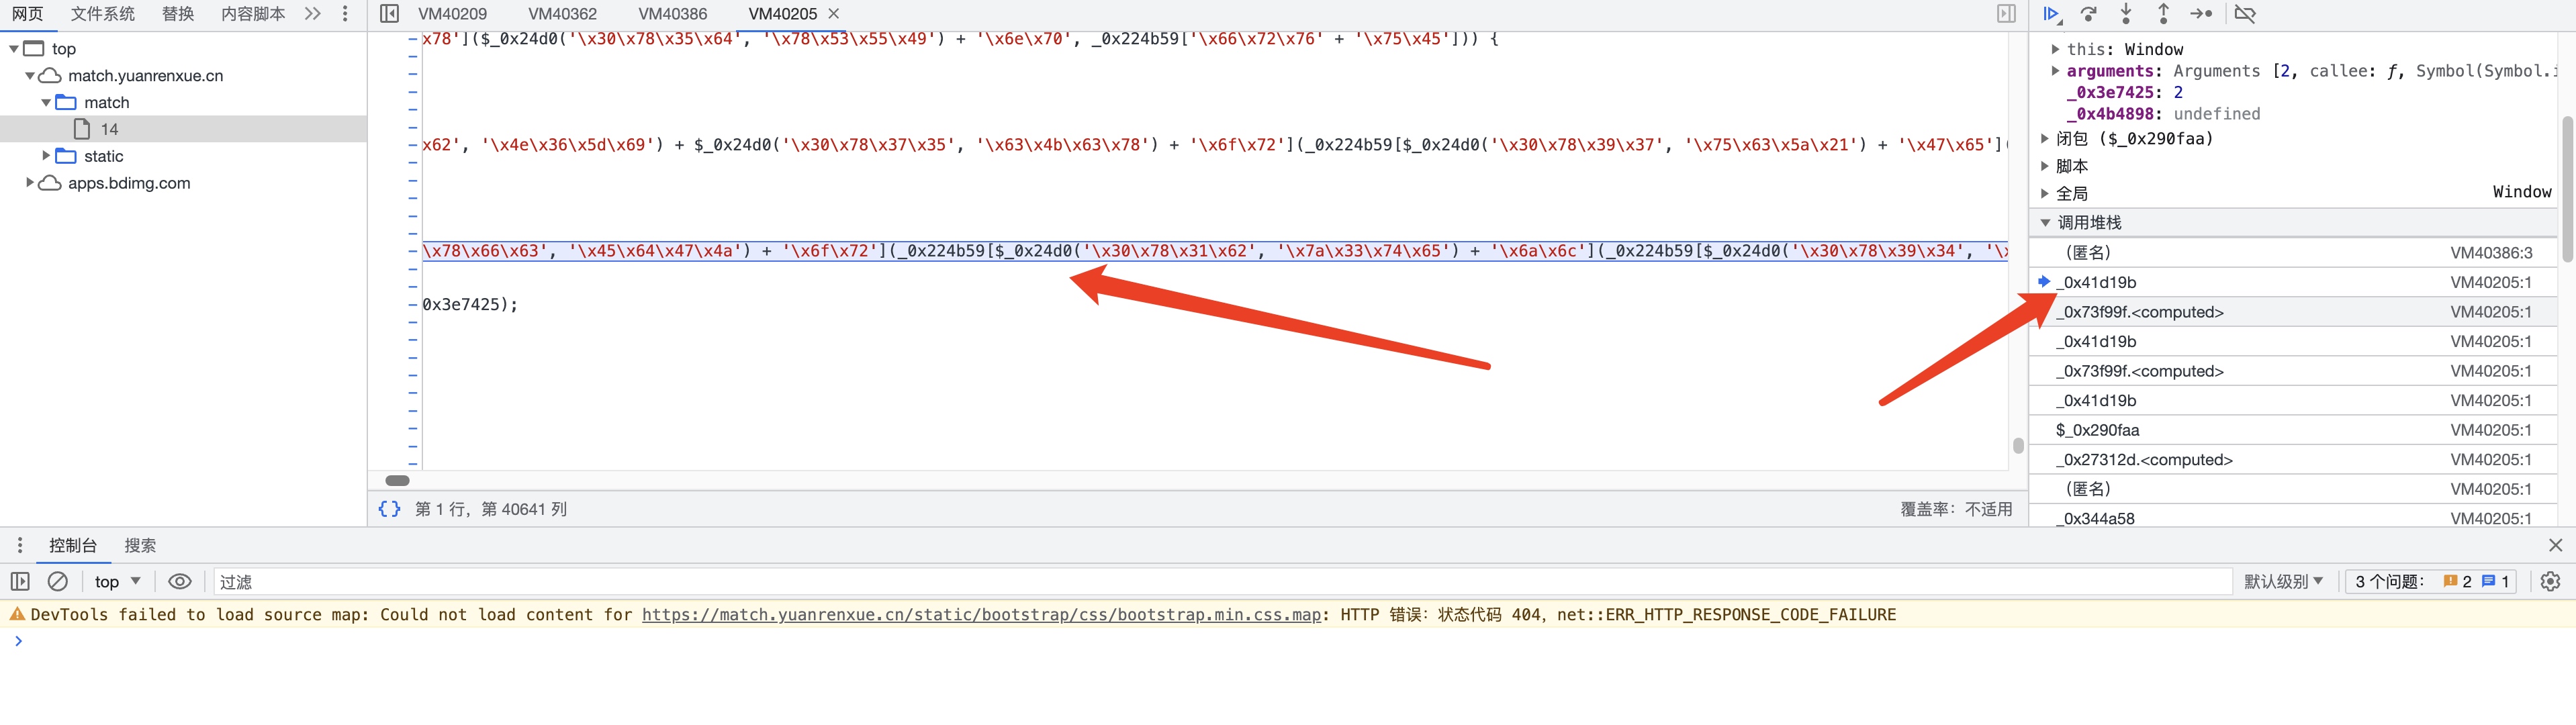 网页 文件系统 替换 内容脚本
top
match.yuanrenxue.cn
match
14
static
apps.bdimg.com
VM40209 VM40362 VM40386 VM40205
x78']($_0x24d0('\x30\x78\x35\x64', '\x78\x53\x55\x49') + '\x6e\x70', _0x224b59['\x66\x72\x76' + '\x75\x45'])) {
x62', '\x4e\x36\x5d\x69') + $_0x24d0('\x30\x78\x37\x35', '\x63\x4b\x63\x78') + '\x6f\x72'](_0x224b59[$_0x24d0('\x30\x78\x39\x37', '\x75\x63\x5a\x21') + '\x47\x65'](
\x78\x66\x63', '\x45\x64\x47\x4a') + '\x6f\x72'](_0x224b59[$_0x24d0('\x30\x78\x31\x62', '\x7a\x33\x74\x65') + '\x6a\x6c'](_0x224b59[$_0x24d0('\x30\x78\x39\x34', '\x
0x3e7425);
{} 第 1 行，第 40641 列 覆盖率：不适用
this: Window
arguments: Arguments [2, callee: ƒ, Symbol(Symbol.i
_0x3e7425: 2
_0x4b4898: undefined
闭包 ($_0x290faa)
脚本
全局 Window
调用堆栈
（匿名） VM40386:3
_0x41d19b VM40205:1
_0x73f99f.<computed> VM40205:1
_0x41d19b VM40205:1
_0x73f99f.<computed> VM40205:1
_0x41d19b VM40205:1
$_0x290faa VM40205:1
_0x27312d.<computed> VM40205:1
（匿名） VM40205:1
_0x344a58 VM40205:1
控制台 搜索
top 过滤 默认级别 3 个问题： 2 1
DevTools failed to load source map: Could not load content for https://match.yuanrenxue.cn/static/bootstrap/css/bootstrap.min.css.map: HTTP 错误：状态代码 404，net::ERR_HTTP_RESPONSE_CODE_FAILURE